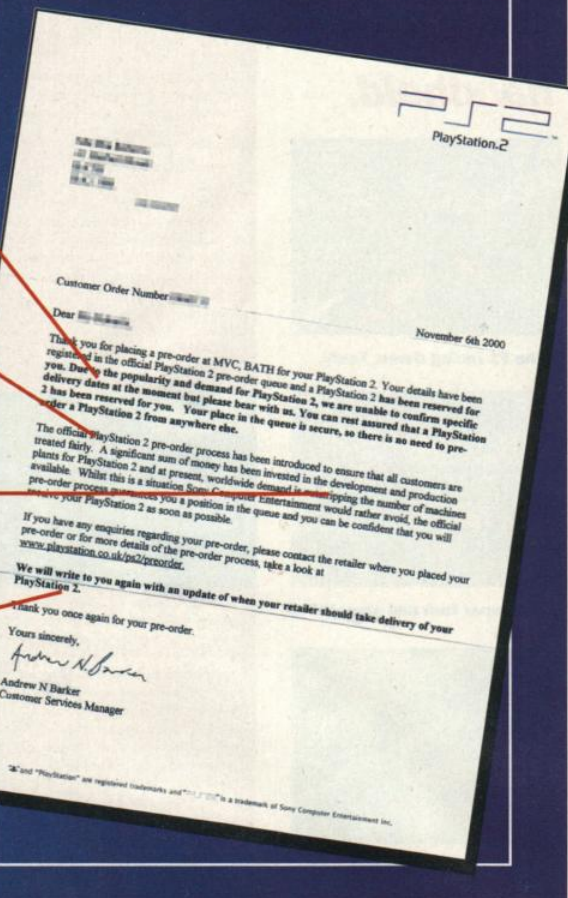 PS2
PlayStation.2
Customer Order Number
Dear
November 6th 2000
Thank you for placing a pre-order at MVC, BATH for your PlayStation 2. Your details have been
registered in the official PlayStation 2 pre-order queue and a PlayStation 2 has been reserved for
you. Due to the popularity and demand for PlayStation 2, we are unable to confirm specific
delivery dates at the moment but please bear with us. You can rest assured that a PlayStation
2 has been reserved for you. Your place in the queue is secure, so there is no need to pre-
order a PlayStation 2 from anywhere else.
The official PlayStation 2 pre-order process has been introduced to ensure that all customers are
treated fairly. A significant sum of money has been invested in the development and production
plants for PlayStation 2 and at present, worldwide demand is outstripping the number of machines
available. Whilst this is a situation Sony Computer Entertainment would rather avoid, the official
pre-order process guarantees you a position in the queue and you can be confident that you will
receive your PlayStation 2 as soon as possible.
If you have any enquiries regarding your pre-order, please contact the retailer where you placed your
pre-order or for more details of the pre-order process, take a look at
www.playstation.co.uk/ps2/preorder.
We will write to you again with an update of when your retailer should take delivery of your
PlayStation 2.
Thank you once again for your pre-order.
Yours sincerely,
Andrew N. Barker
Andrew N Barker
Customer Services Manager
and "PlayStation" are registered trademarks and " " is a trademark of Sony Computer Entertainment Inc.